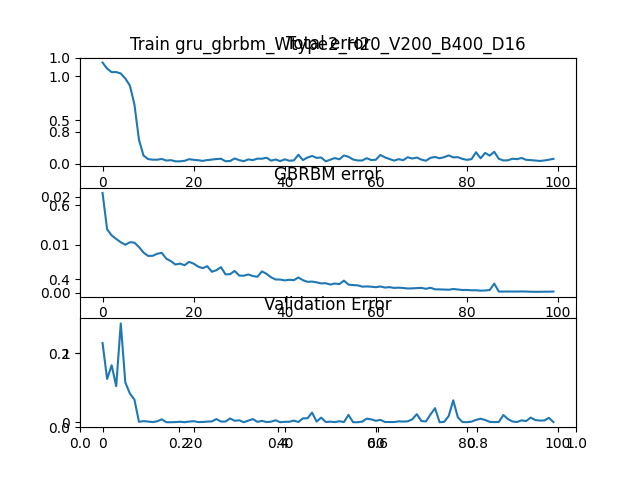 Train gru_gbrbm_Wtype2_H20_V200_B400_D16
Total error
1.0
1.0
0.5
0.8
0.0
0 20 40 60 80 100
GBRBM error
0.02
0.6
0.01
0.4
0.00
0 20 40 60 80 100
Validation Error
0.2 1
0
0.0
0.0 0 0.2 20 0.4 40 0.6 60 80 0.8 100 1.0